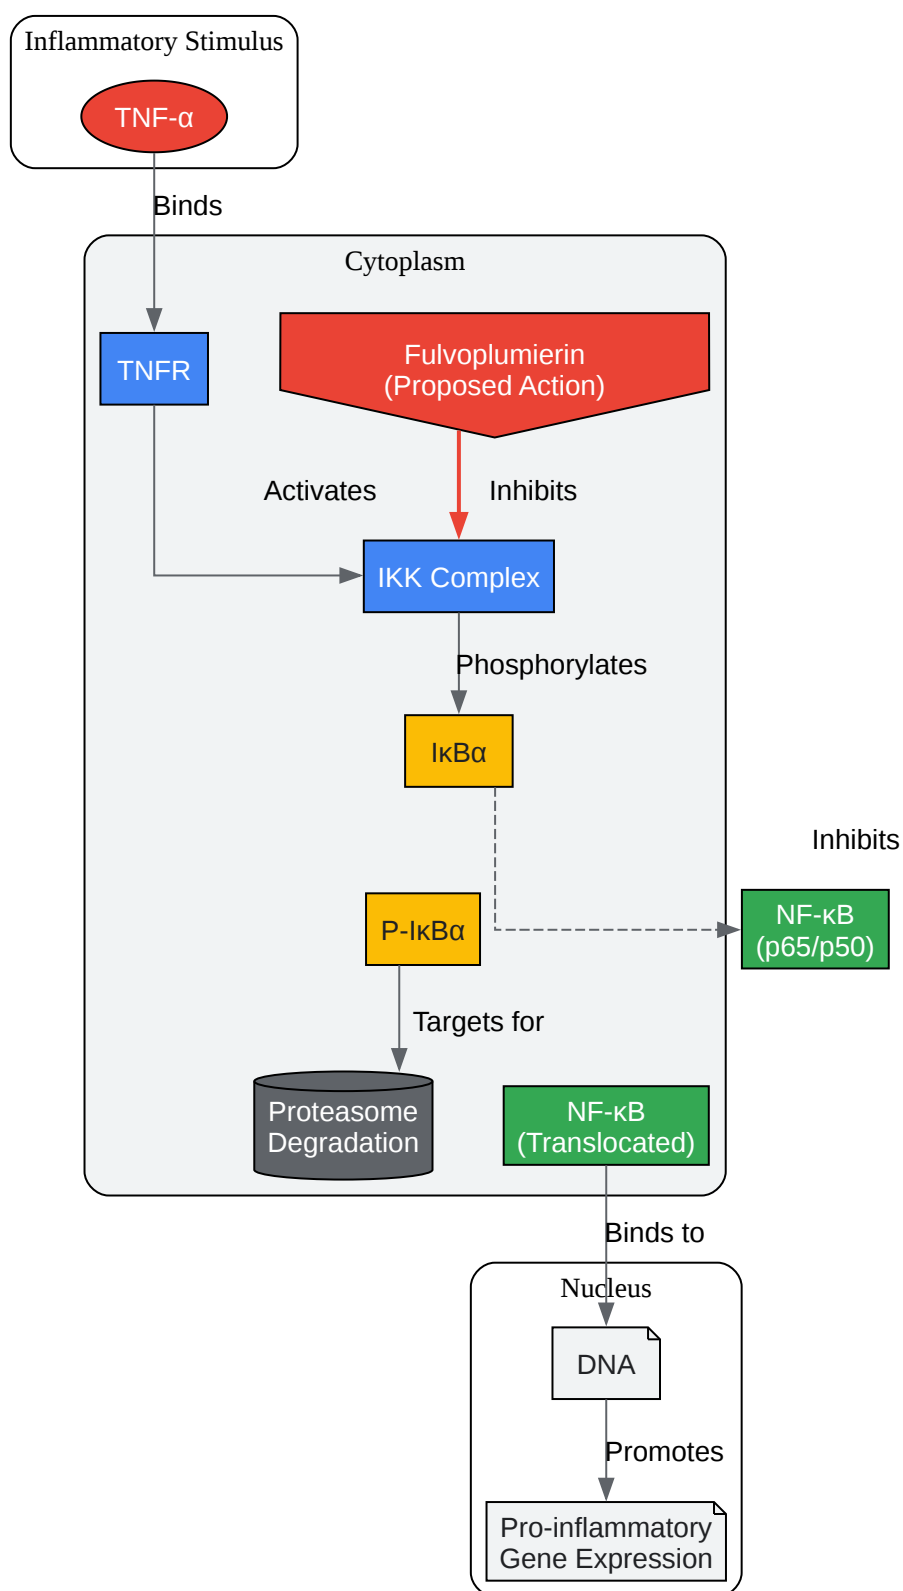 Inflammatory Stimulus
TNF-α
Binds
Cytoplasm
TNFR
Fulvoplumierin
(Proposed Action)
Activates
Inhibits
IKK Complex
Phosphorylates
IκBα
Inhibits
NF-κB
(p65/p50)
P-IκBα
Targets for
Proteasome
Degradation
NF-κB
(Translocated)
Binds to
Nucleus
DNA
Promotes
Pro-inflammatory
Gene Expression